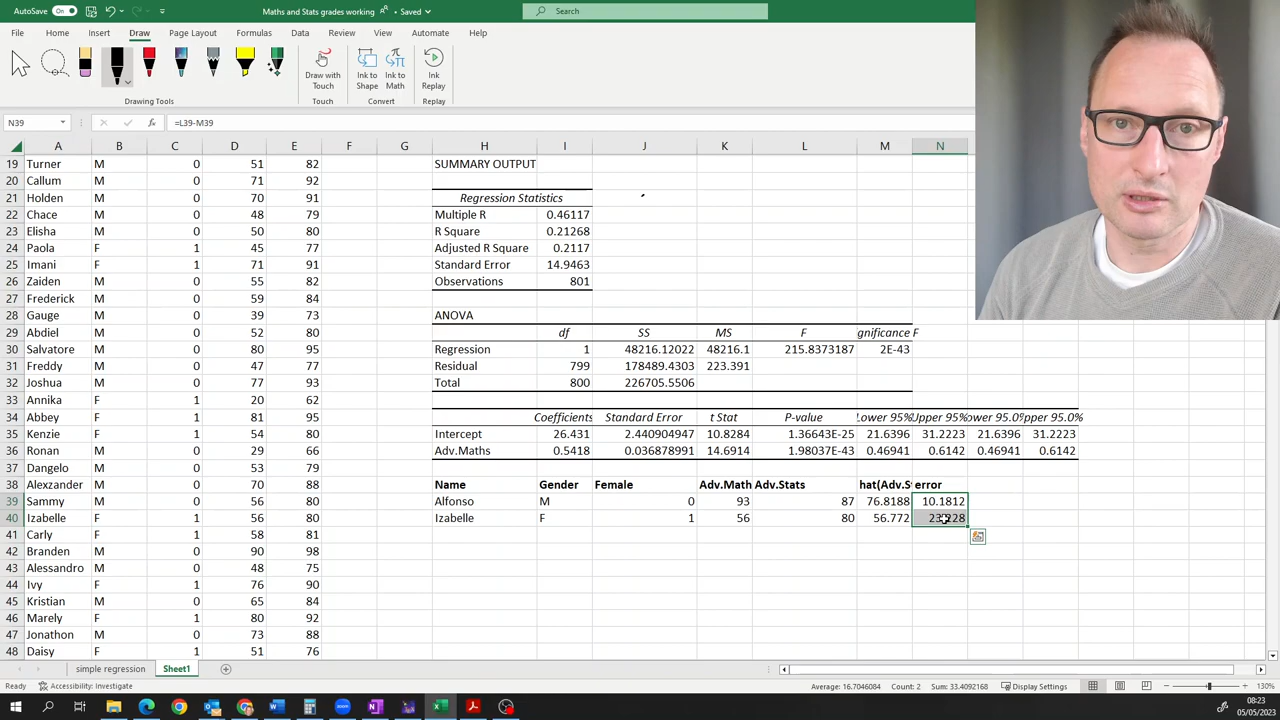 AutoSave On Maths and Stats grades working • Saved Search
File Home Insert Draw Page Layout Formulas Data Review View Automate Help
Draw with Touch Ink to Shape Ink to Math Ink Replay
Drawing Tools Touch Convert Replay
N39 fx =L39-M39
A B C D E F G H I J K L M N O P Q R S
19 Turner M 0 51 82 SUMMARY OUTPUT
20 Callum M 0 71 92
21 Holden M 0 70 91 Regression Statistics
22 Chace M 0 48 79 Multiple R 0.46117
23 Elisha M 0 50 80 R Square 0.21268
24 Paola F 1 45 77 Adjusted R Square 0.2117
25 Imani F 1 71 91 Standard Error 14.9463
26 Zaiden M 0 55 82 Observations 801
27 Frederick M 0 59 84
28 Gauge M 0 39 73 ANOVA
29 Abdiel M 0 52 80 df SS MS F gnificance F
30 Salvatore M 0 80 95 Regression 1 48216.12022 48216.1 215.8373187 2E-43
31 Freddy M 0 47 77 Residual 799 178489.4303 223.391
32 Joshua M 0 77 93 Total 800 226705.5506
33 Annika F 1 20 62
34 Abbey F 1 81 95 Coefficients Standard Error t Stat P-value Lower 95% Upper 95% ower 95.0% pper 95.0%
35 Kenzie F 1 54 80 Intercept 26.431 2.440904947 10.8284 1.36643E-25 21.6396 31.2223 21.6396 31.2223
36 Ronan M 0 29 66 Adv.Maths 0.5418 0.036878991 14.6914 1.98037E-43 0.46941 0.6142 0.46941 0.6142
37 Dangelo M 0 53 79
38 Alexzander M 0 70 88 Name Gender Female Adv.Math Adv.Stats hat(Adv.S error
39 Sammy M 0 56 80 Alfonso M 0 93 87 76.8188 10.1812
40 Izabelle F 1 56 80 Izabelle F 1 56 80 56.772 23.228
41 Carly F 1 58 81
42 Branden M 0 90 98
43 Alessandro M 0 48 75
44 Ivy F 1 76 90
45 Kristian M 0 65 84
46 Marely F 1 80 92
47 Jonathon M 0 73 88
48 Daisy F 1 51 76
simple regression Sheet1
Ready Accessibility: Investigate Average: 16.7046084 Count: 2 Sum: 33.4092168 Display Settings 130%
08:23
05/05/2023